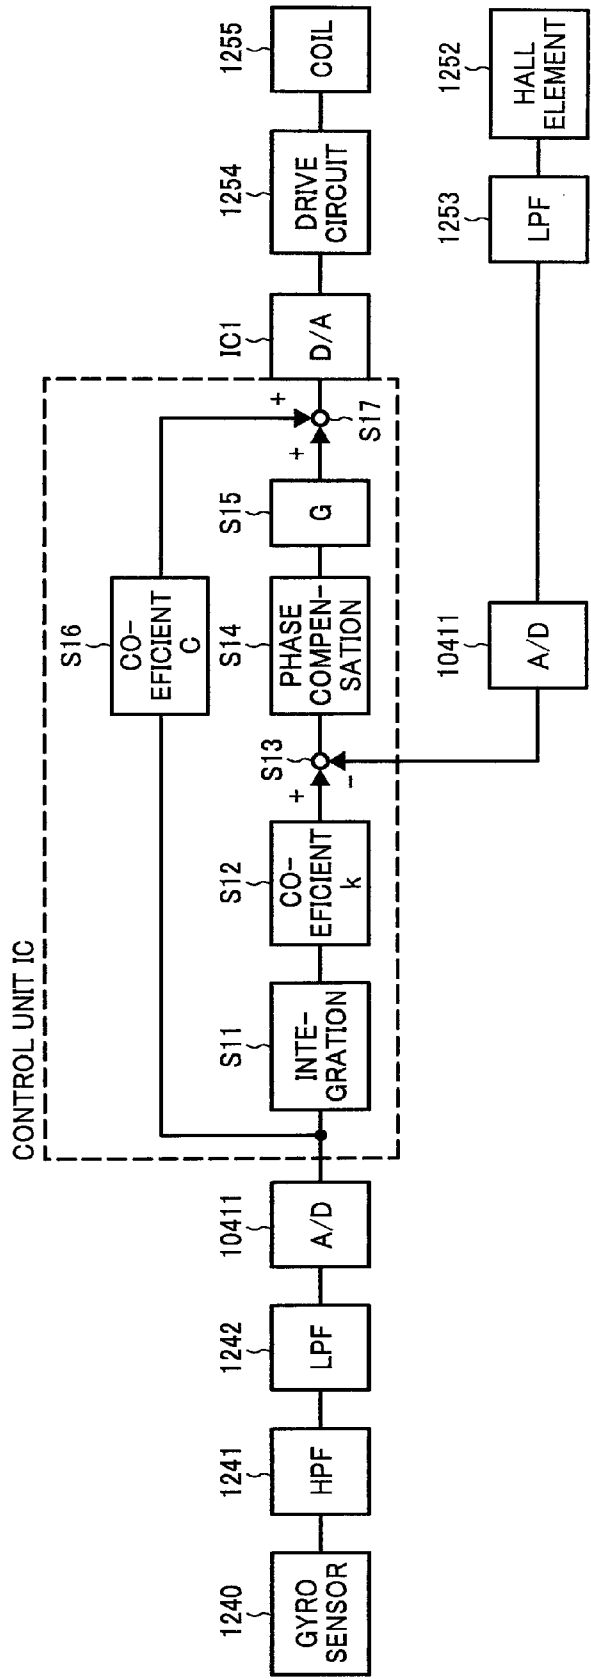 CONTROL UNIT IC
1240
GYRO
SENSOR
1241
HPF
1242
LPF
10411
A/D
S11
INTE-
GRATION
S12
CO-
EFICIENT
k
S13
+
-
S14
PHASE
COMPEN-
SATION
S15
G
S16
CO-
EFICIENT
C
+
+
S17
IC1
D/A
1254
DRIVE
CIRCUIT
1255
COIL
10411
A/D
1253
LPF
1252
HALL
ELEMENT